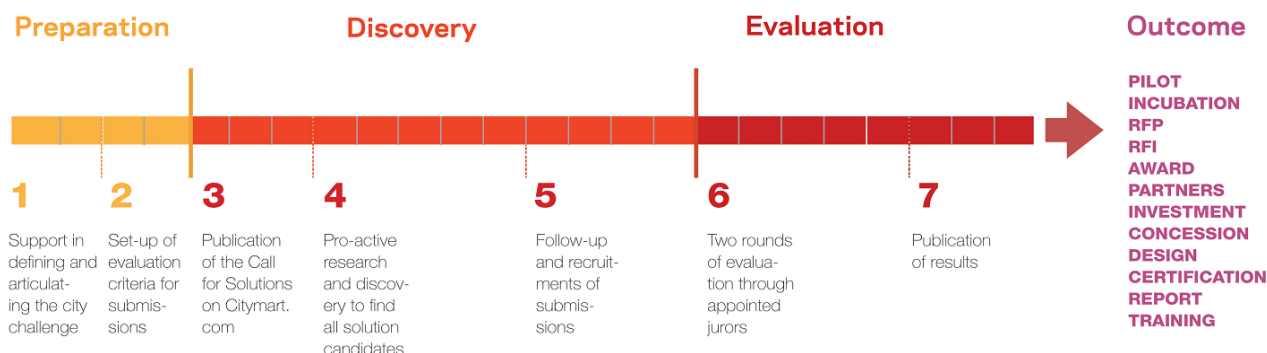 Preparation
Discovery
Evaluation
Outcome
1
Support in
defining and
articulat-
ing the city
challenge
2
Set-up of
evaluation
criteria for
submis-
sions
3
Publication
of the Call
for Solutions
on Citymart.
com
4
Pro-active
research
and discov-
ery to find
all solution
candidates
5
Follow-up
and recruit-
ments of
submis-
sions
6
Two rounds
of evalua-
tion through
appointed
jurors
7
Publication
of results
PILOT
INCUBATION
RFP
RFI
AWARD
PARTNERS
INVESTMENT
CONCESSION
DESIGN
CERTIFICATION
REPORT
TRAINING